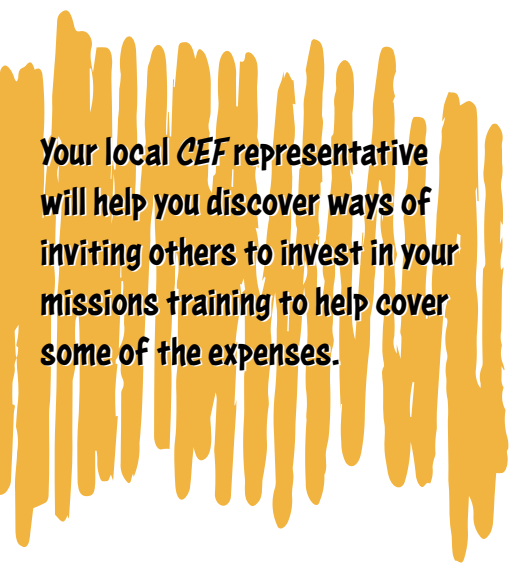 Your local CEF representative
will help you discover ways of
inviting others to invest in your
missions training to help cover
some of the expenses.